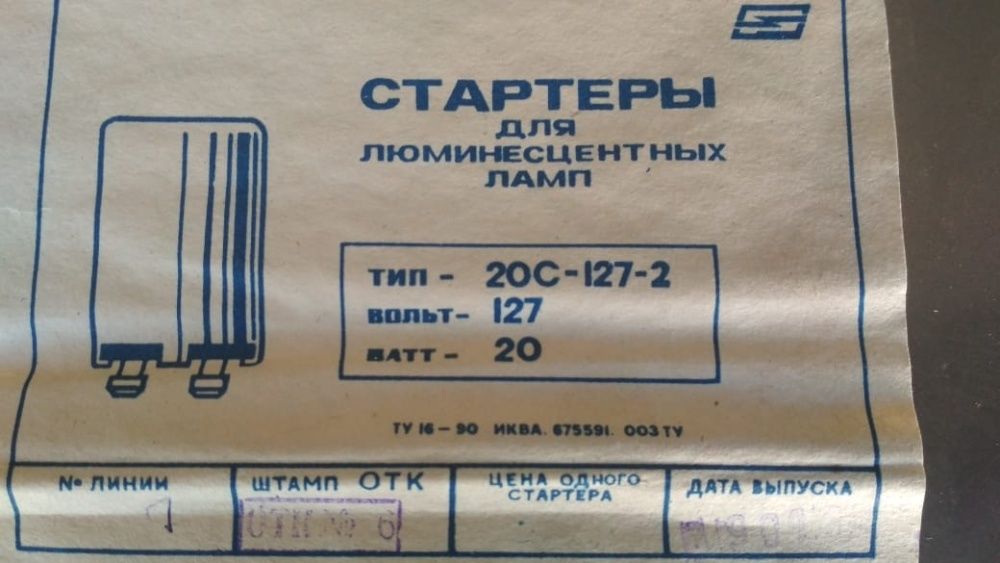 СТАРТЕРЫ
ДЛЯ
ЛЮМИНЕСЦЕНТНЫХ
ЛАМП
ТИП - 20С-127-2
ВОЛЬТ- 127
ВАТТ - 20
ТУ 16-90 ИКВА. 675591. 003 ТУ
№ ЛИНИИ
ШТАМП ОТК
ЦЕНА ОДНОГО
СТАРТЕРА
ДАТА ВЫПУСКА